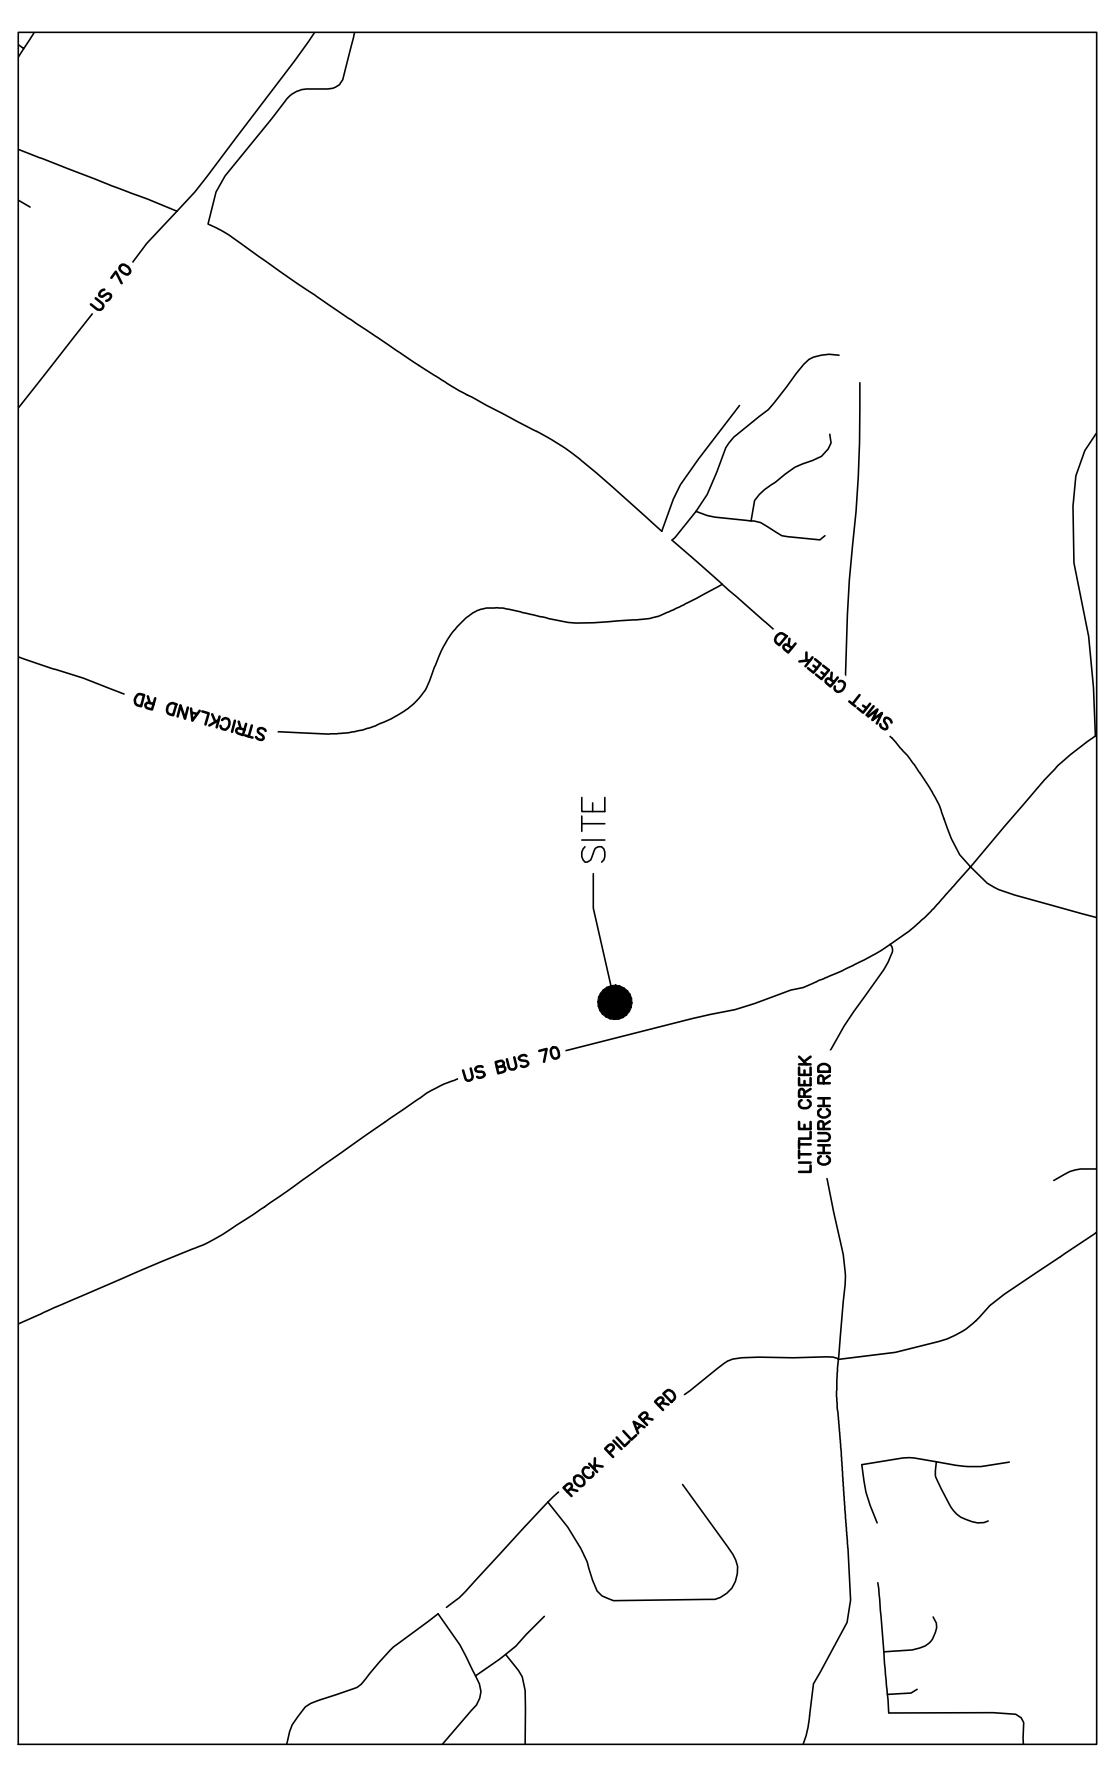 US 70
SWIFT CREEK RD
STRICKLAND RD
SITE
US BUS 70
LITTLE CREEK
CHURCH RD
ROCK PILLAR RD